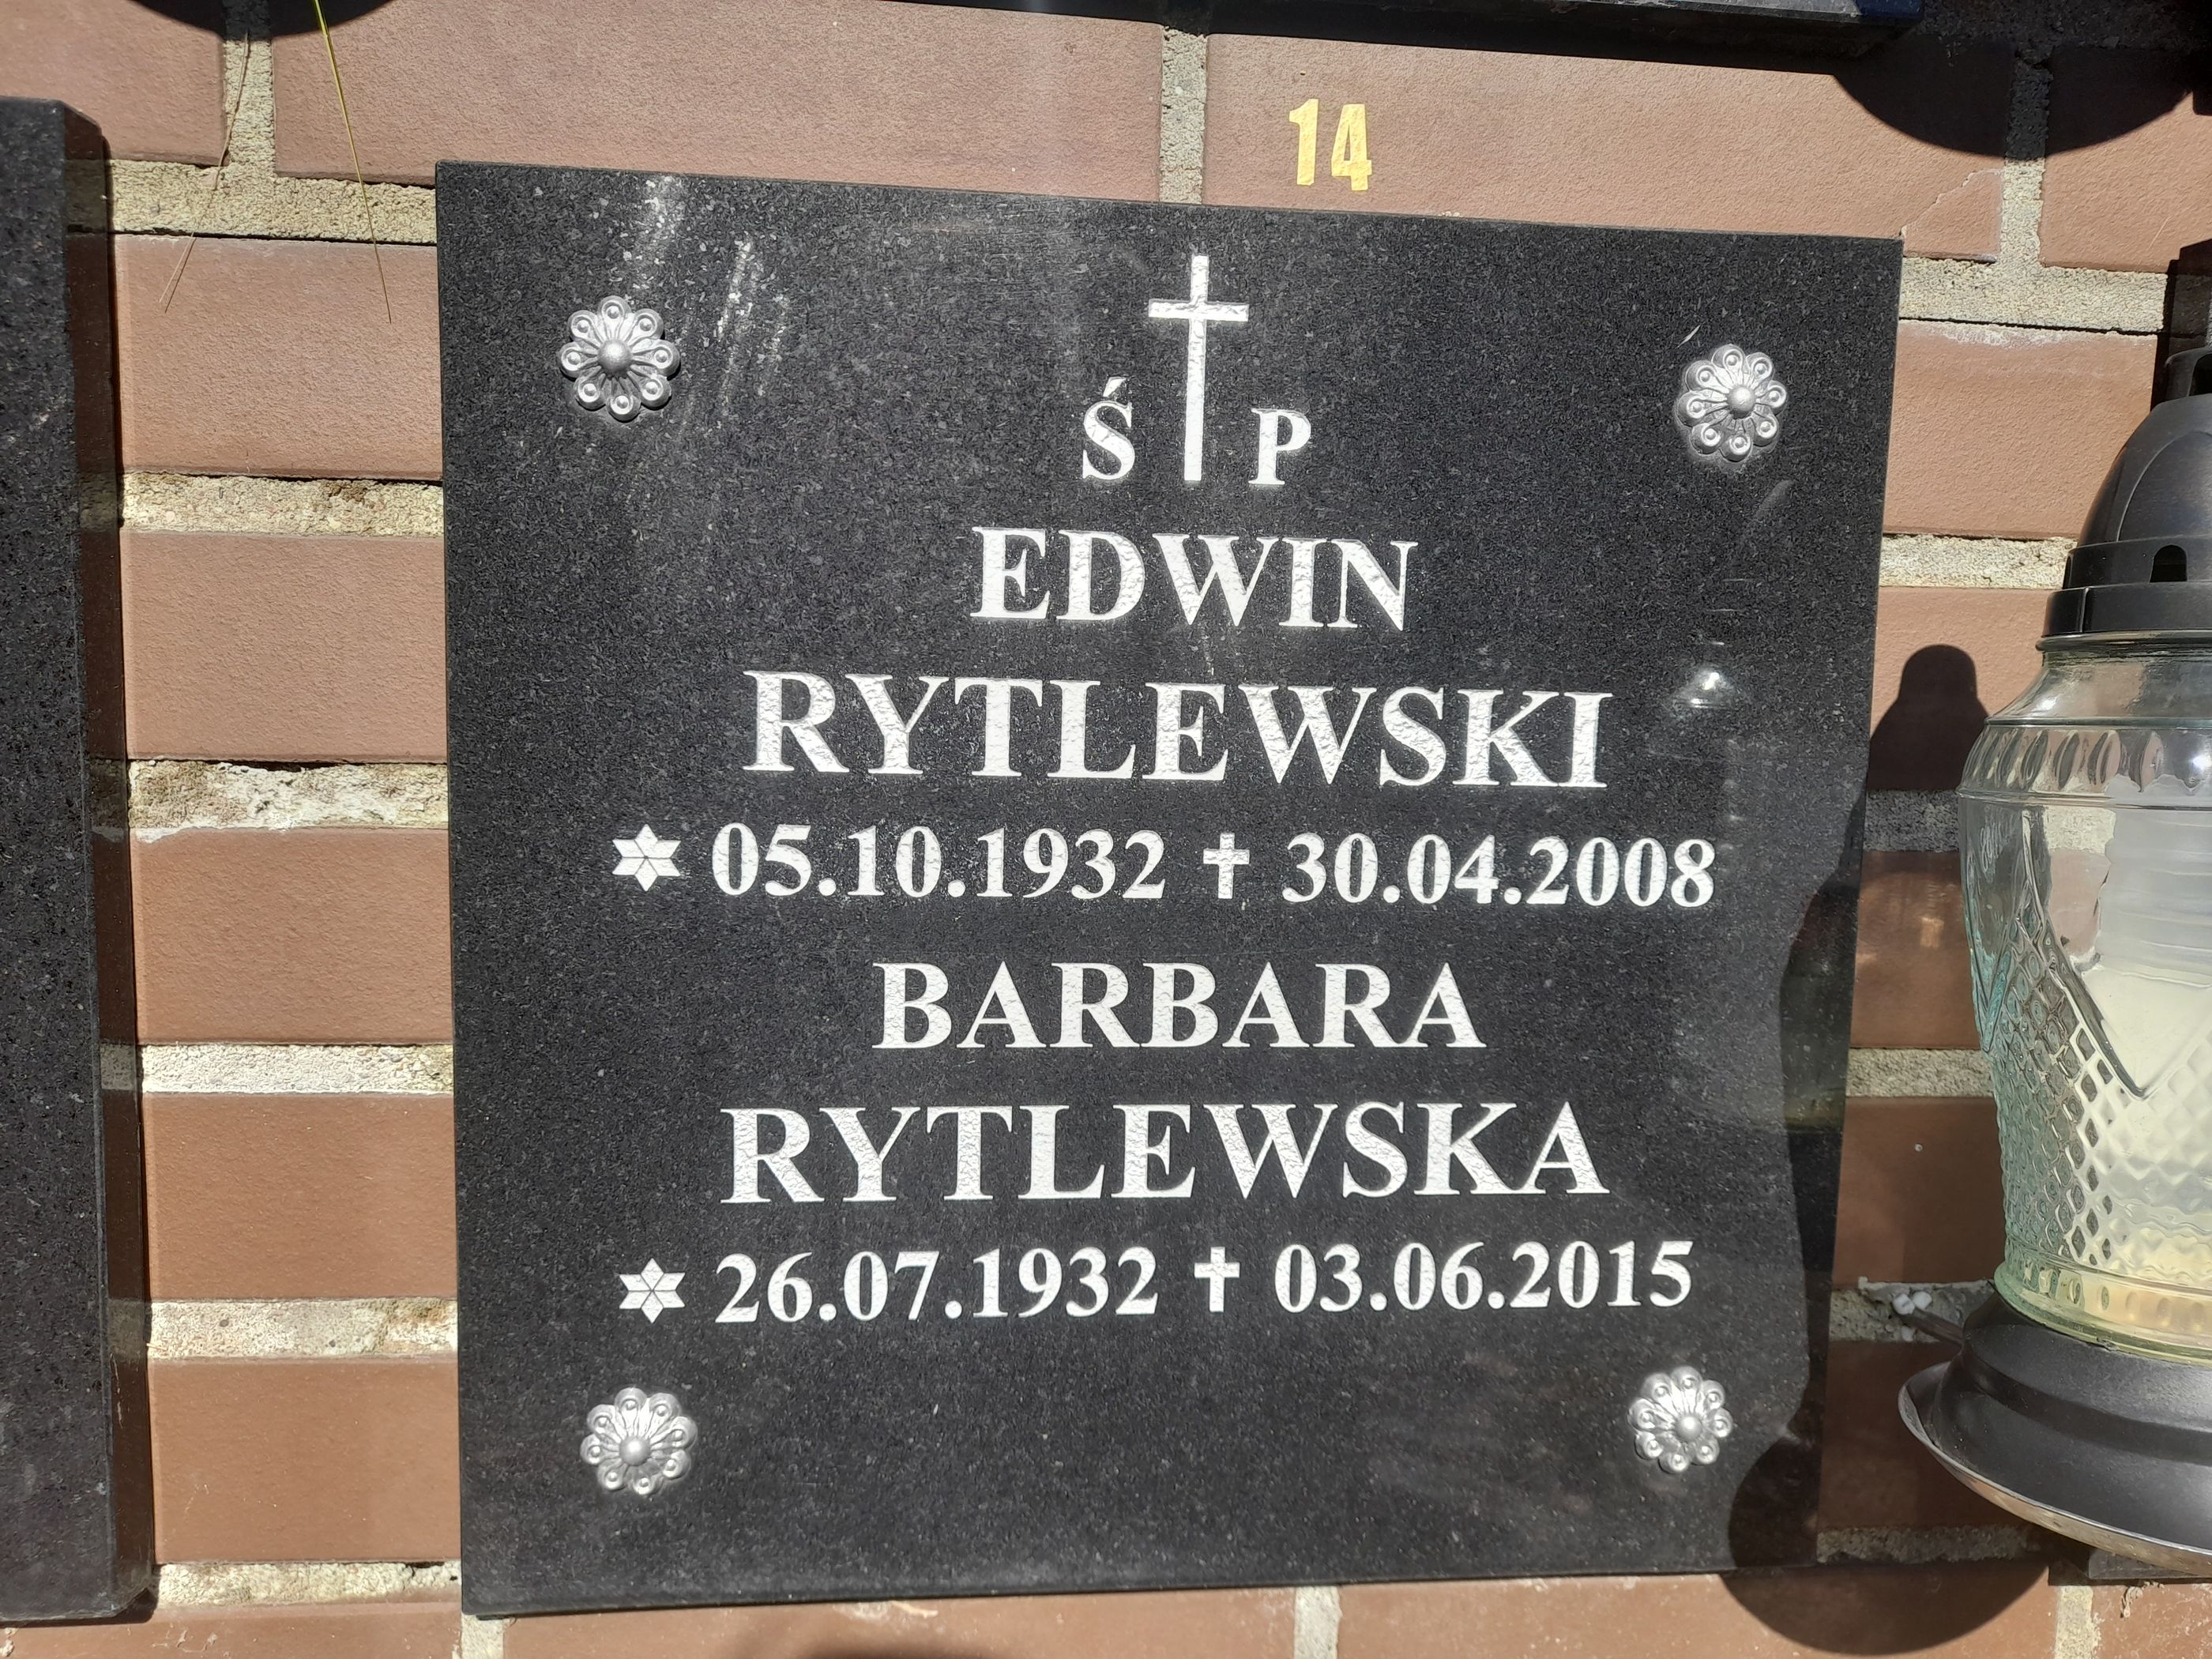 14
Ś P
EDWIN
RYTLEWSKI
05.10.1932 ✝ 30.04.2008
BARBARA
RYTLEWSKA
26.07.1932 ✝ 03.06.2015